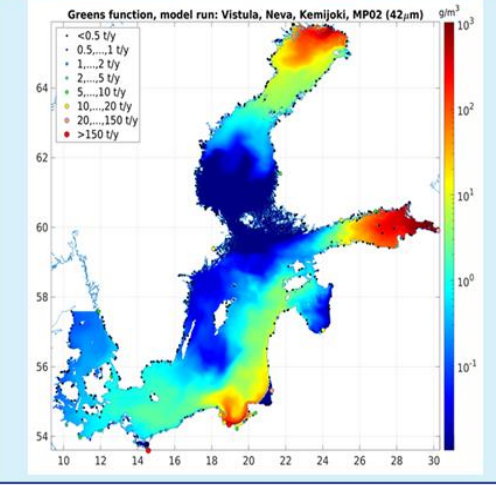 Greens function, model run: Vistula, Neva, Kemijoki, MP02 (42μm)
g/m³
<0.5 t/y
0.5,...,1 t/y
1,...,2 t/y
2,...,5 t/y
5,...,10 t/y
10,...,20 t/y
20,...,150 t/y
>150 t/y
10³
10²
10¹
10⁰
10⁻¹
64
62
60
58
56
54
10 12 14 16 18 20 22 24 26 28 30